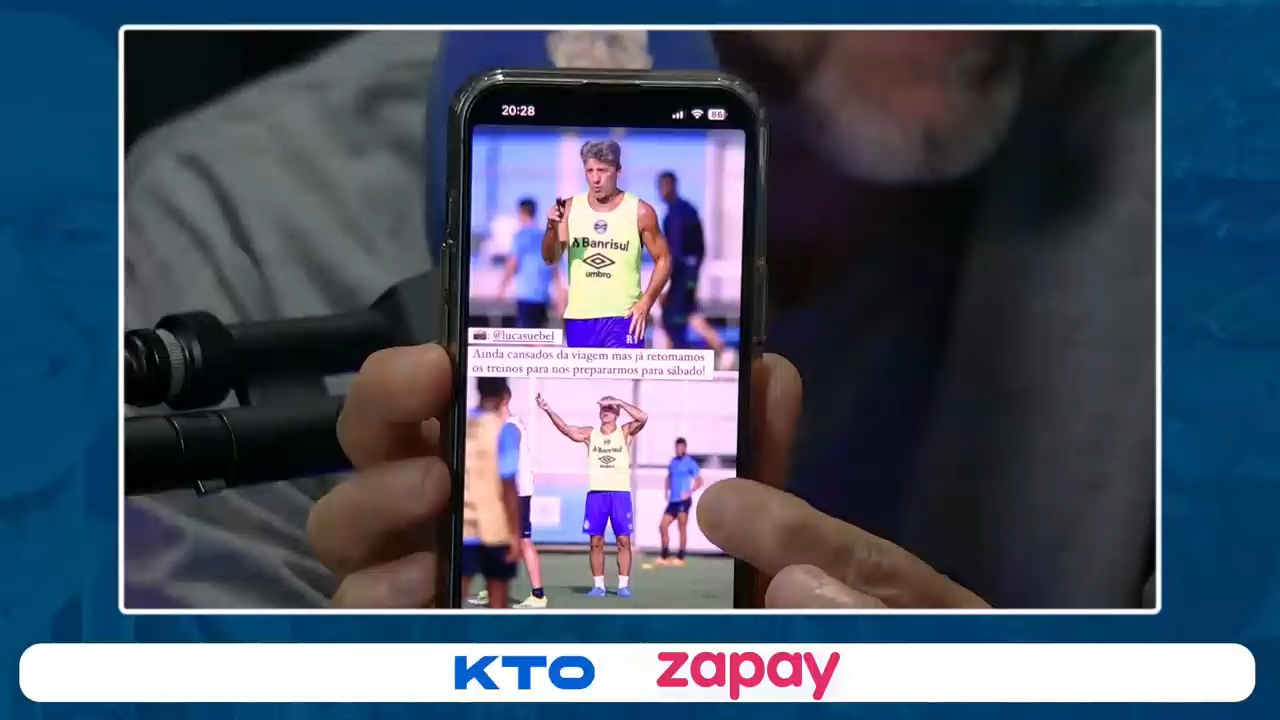 20:28
86
Banrisul
umbro
R1
@lucasuebel
Ainda cansados da viagem mas já retomamos
os treinos para nos prepararmos para sábado!
Banrisul
KTO zapay